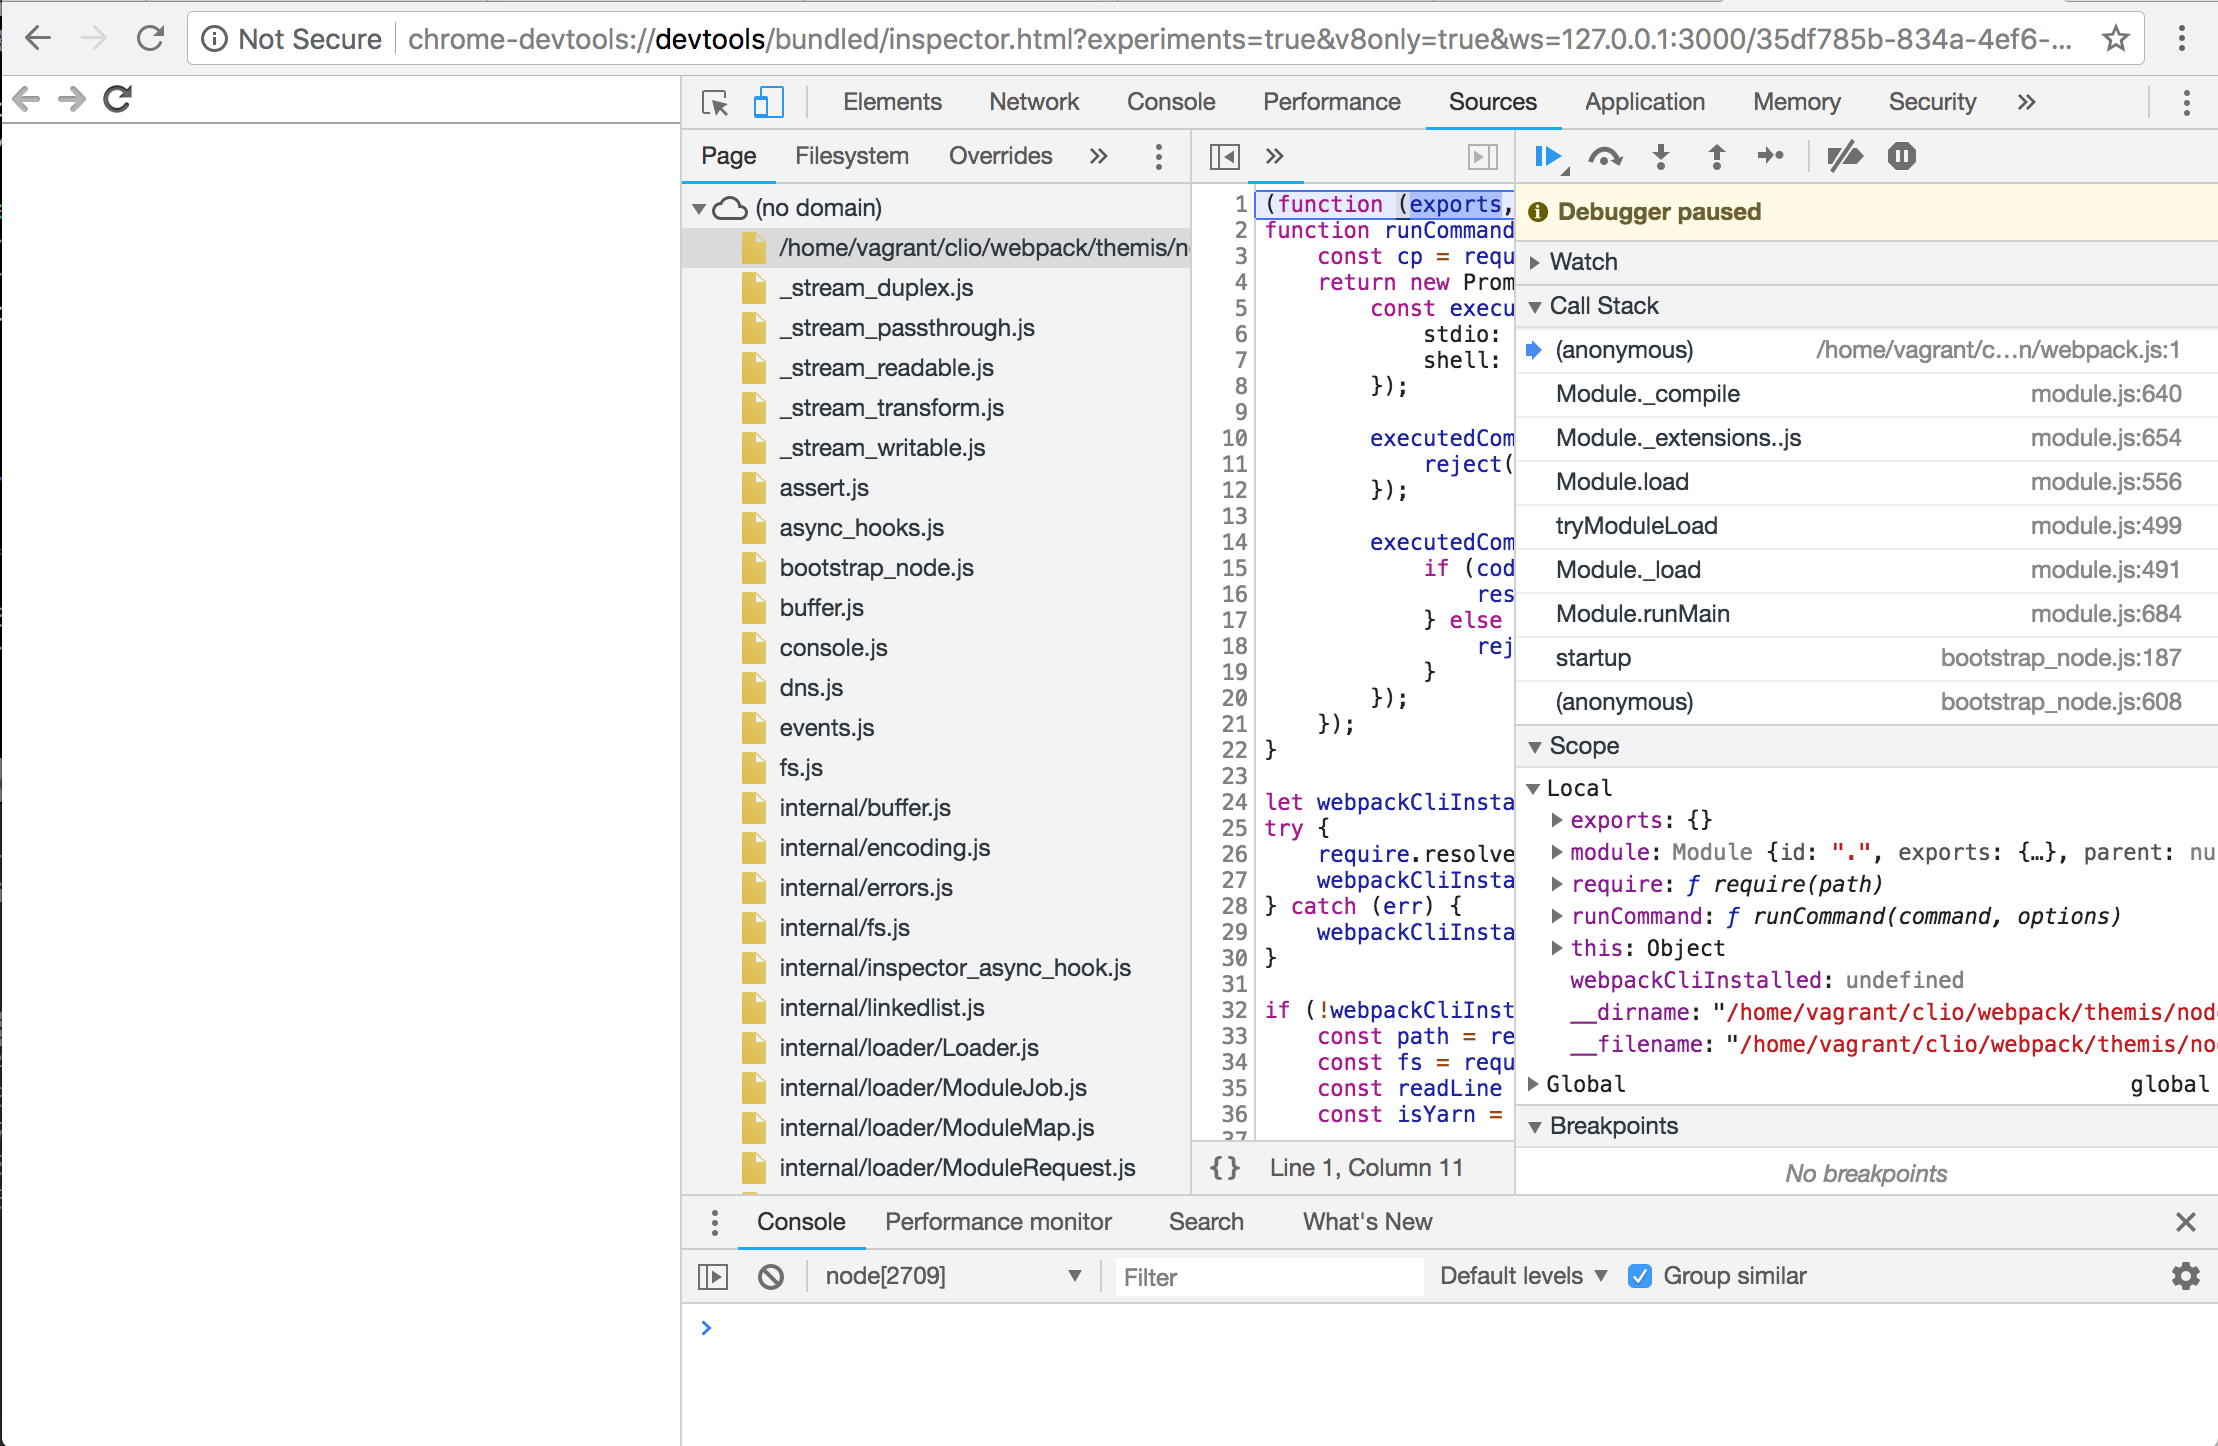 Not Secure chrome-devtools://devtools/bundled/inspector.html?experiments=true&v8only=true&ws=127.0.0.1:3000/35df785b-834a-4ef6-...
Elements Network Console Performance Sources Application Memory Security »
Page Filesystem Overrides » »
(no domain)
/home/vagrant/clio/webpack/themis/n
_stream_duplex.js
_stream_passthrough.js
_stream_readable.js
_stream_transform.js
_stream_writable.js
assert.js
async_hooks.js
bootstrap_node.js
buffer.js
console.js
dns.js
events.js
fs.js
internal/buffer.js
internal/encoding.js
internal/errors.js
internal/fs.js
internal/inspector_async_hook.js
internal/linkedlist.js
internal/loader/Loader.js
internal/loader/ModuleJob.js
internal/loader/ModuleMap.js
internal/loader/ModuleRequest.js
1 (function (exports,
2 function runCommand
3 const cp = requ
4 return new Prom
5 const execu
6 stdio:
7 shell:
8 });
9
10 executedCom
11 reject(
12 });
13
14 executedCom
15 if (cod
16 res
17 } else
18 rej
19 }
20 });
21 });
22 }
23
24 let webpackCliInsta
25 try {
26 require.resolve
27 webpackCliInsta
28 } catch (err) {
29 webpackCliInsta
30 }
31
32 if (!webpackCliInst
33 const path = re
34 const fs = requ
35 const readLine
36 const isYarn =
37
{} Line 1, Column 11
Debugger paused
Watch
Call Stack
(anonymous) /home/vagrant/c…n/webpack.js:1
Module._compile module.js:640
Module._extensions..js module.js:654
Module.load module.js:556
tryModuleLoad module.js:499
Module._load module.js:491
Module.runMain module.js:684
startup bootstrap_node.js:187
(anonymous) bootstrap_node.js:608
Scope
Local
exports: {}
module: Module {id: ".", exports: {…}, parent: nu
require: ƒ require(path)
runCommand: ƒ runCommand(command, options)
this: Object
webpackCliInstalled: undefined
__dirname: "/home/vagrant/clio/webpack/themis/nod
__filename: "/home/vagrant/clio/webpack/themis/no
Global global
Breakpoints
No breakpoints
Console Performance monitor Search What's New
node[2709] Filter Default levels Group similar